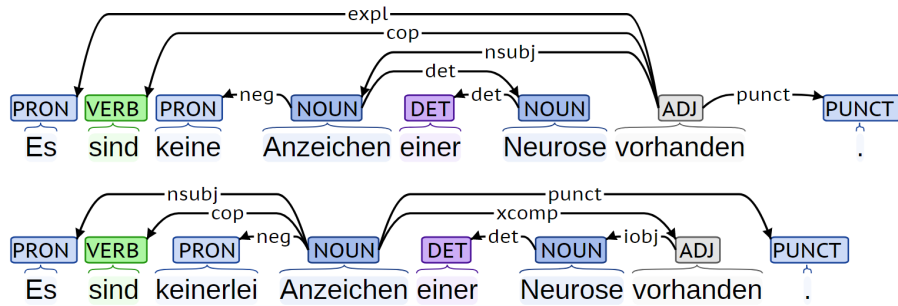 expl
cop
nsubj
det
neg det punct
PRON VERB PRON NOUN DET NOUN ADJ PUNCT
Es sind keine Anzeichen einer Neurose vorhanden .
nsubj punct
cop xcomp
neg det iobj
PRON VERB PRON NOUN DET NOUN ADJ PUNCT
Es sind keinerlei Anzeichen einer Neurose vorhanden .